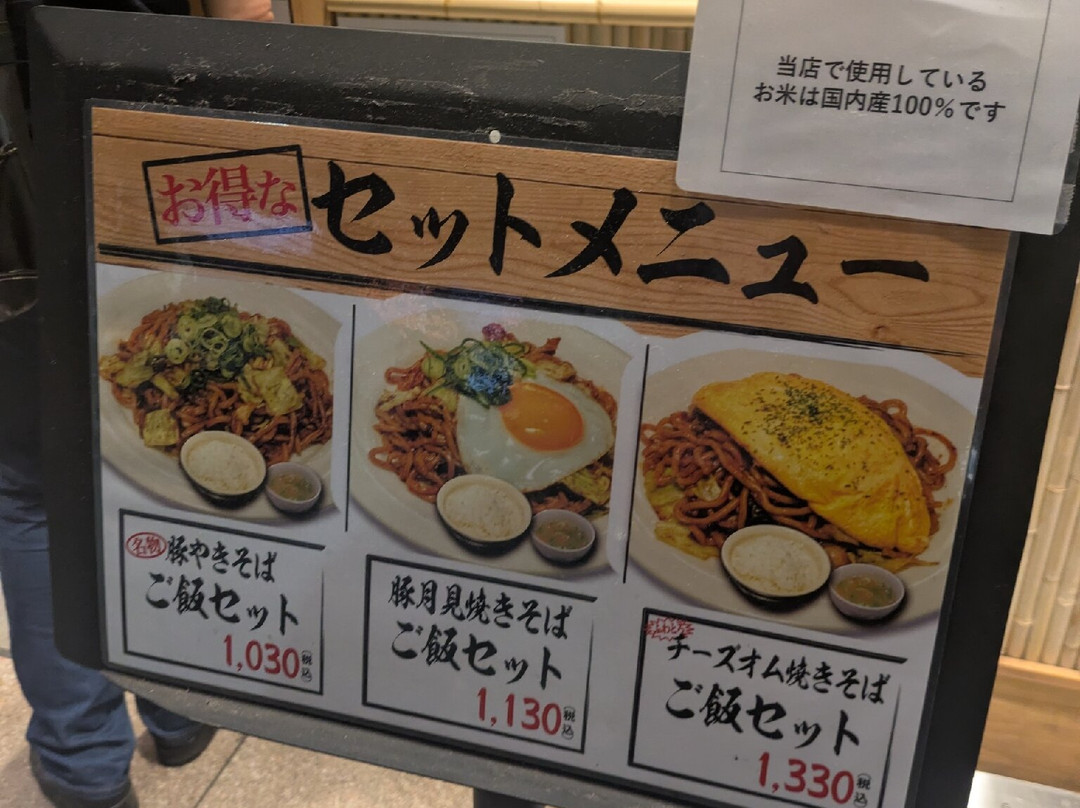 当店で使用している
お米は国内産100%です
お得な セットメニュー
名物 豚やきそば
ご飯セット
1,030(税込)
豚月見焼きそば
ご飯セット
1,130(税込)
チーズオム焼きそば
ご飯セット
1,330(税込)